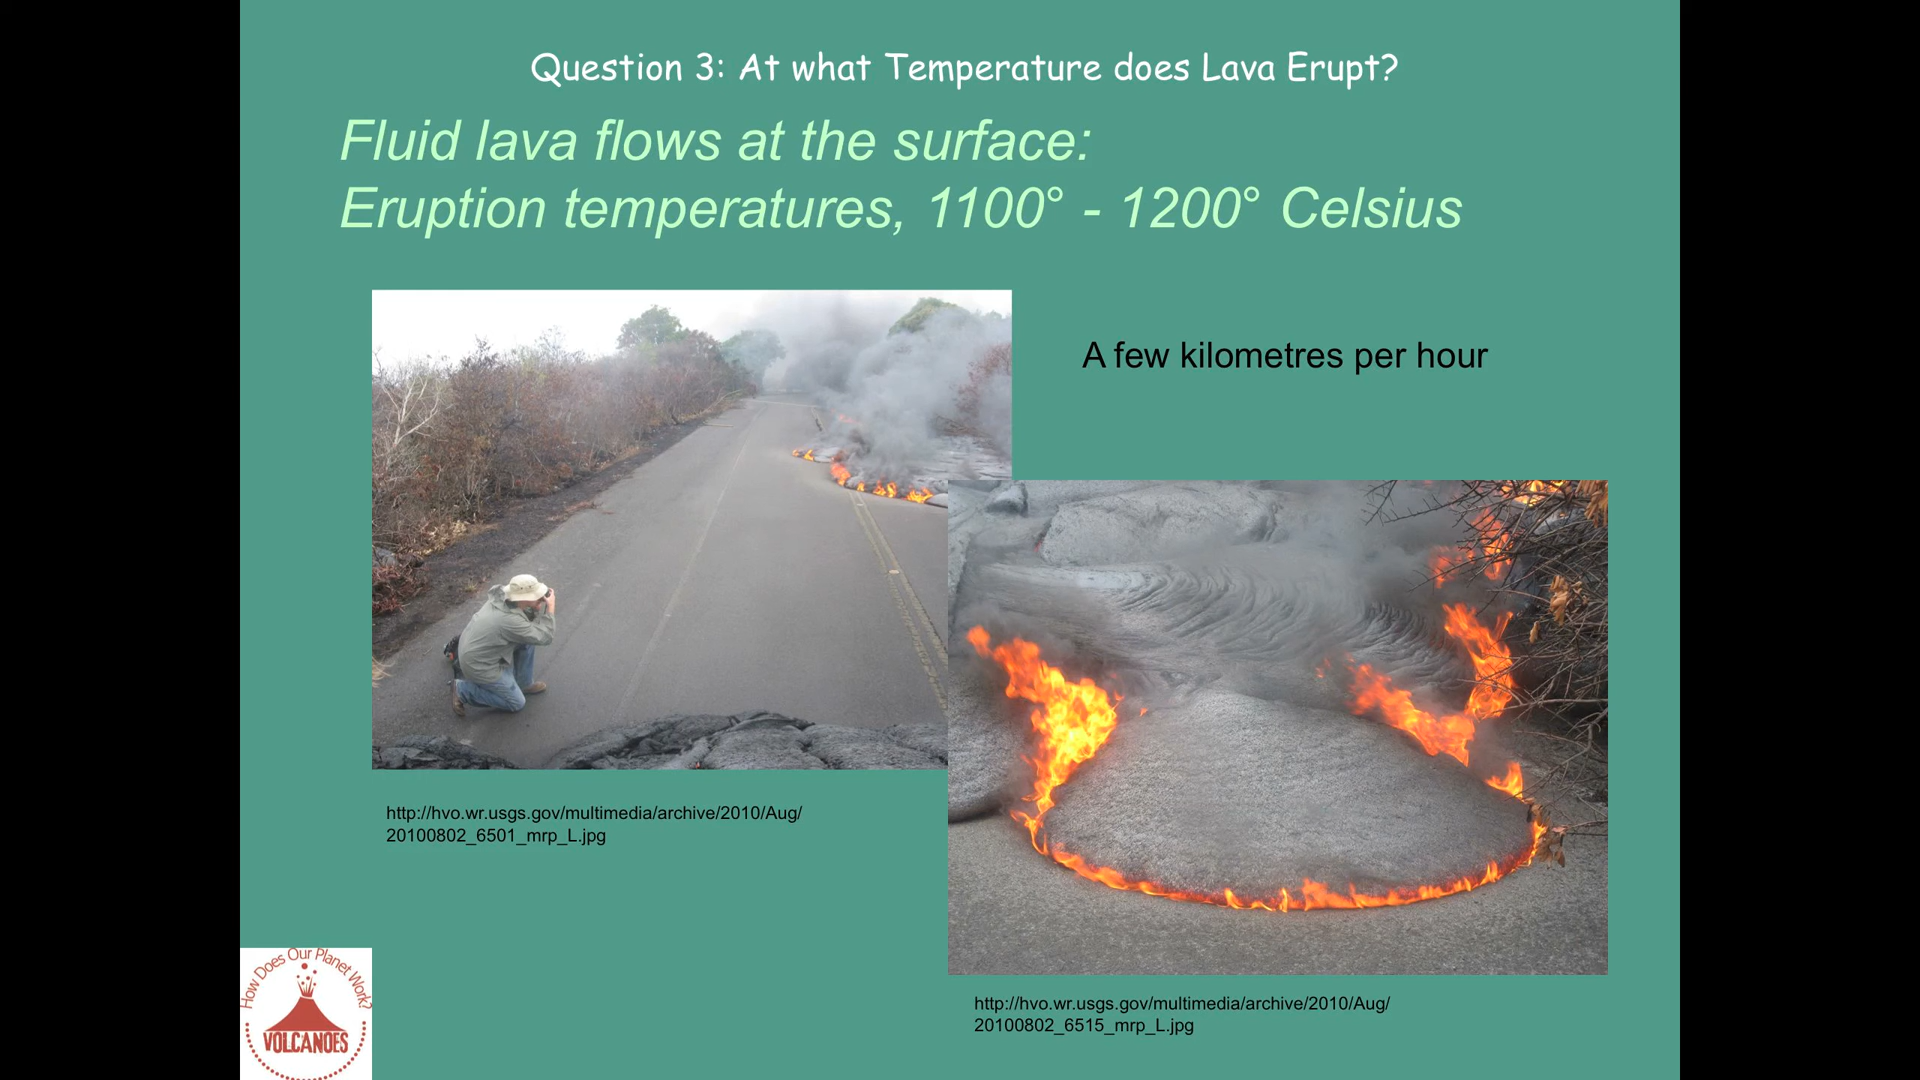 Question 3: At what Temperature does Lava Erupt?
Fluid lava flows at the surface:
Eruption temperatures, 1100° - 1200° Celsius
A few kilometres per hour
http://hvo.wr.usgs.gov/multimedia/archive/2010/Aug/
20100802_6501_mrp_L.jpg
http://hvo.wr.usgs.gov/multimedia/archive/2010/Aug/
20100802_6515_mrp_L.jpg
How Does Our Planet Work?
VOLCANOES